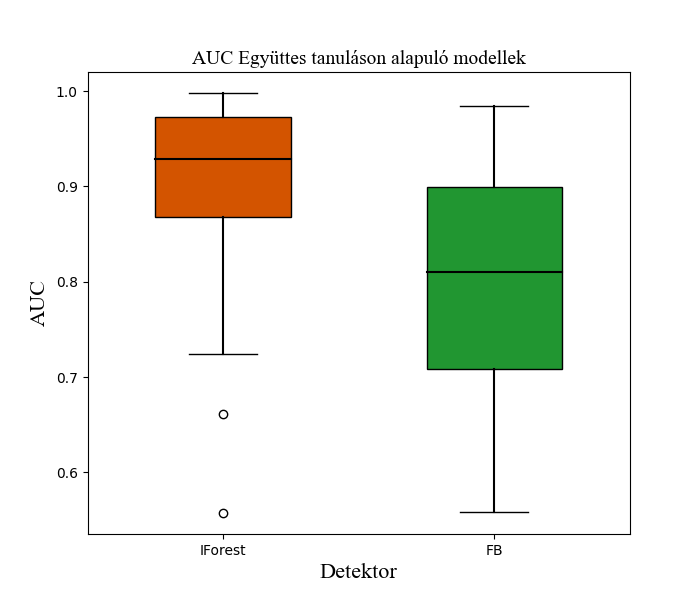 AUC Együttes tanuláson alapuló modellek
1.0
0.9
0.8
0.7
0.6
AUC
IForest
FB
Detektor